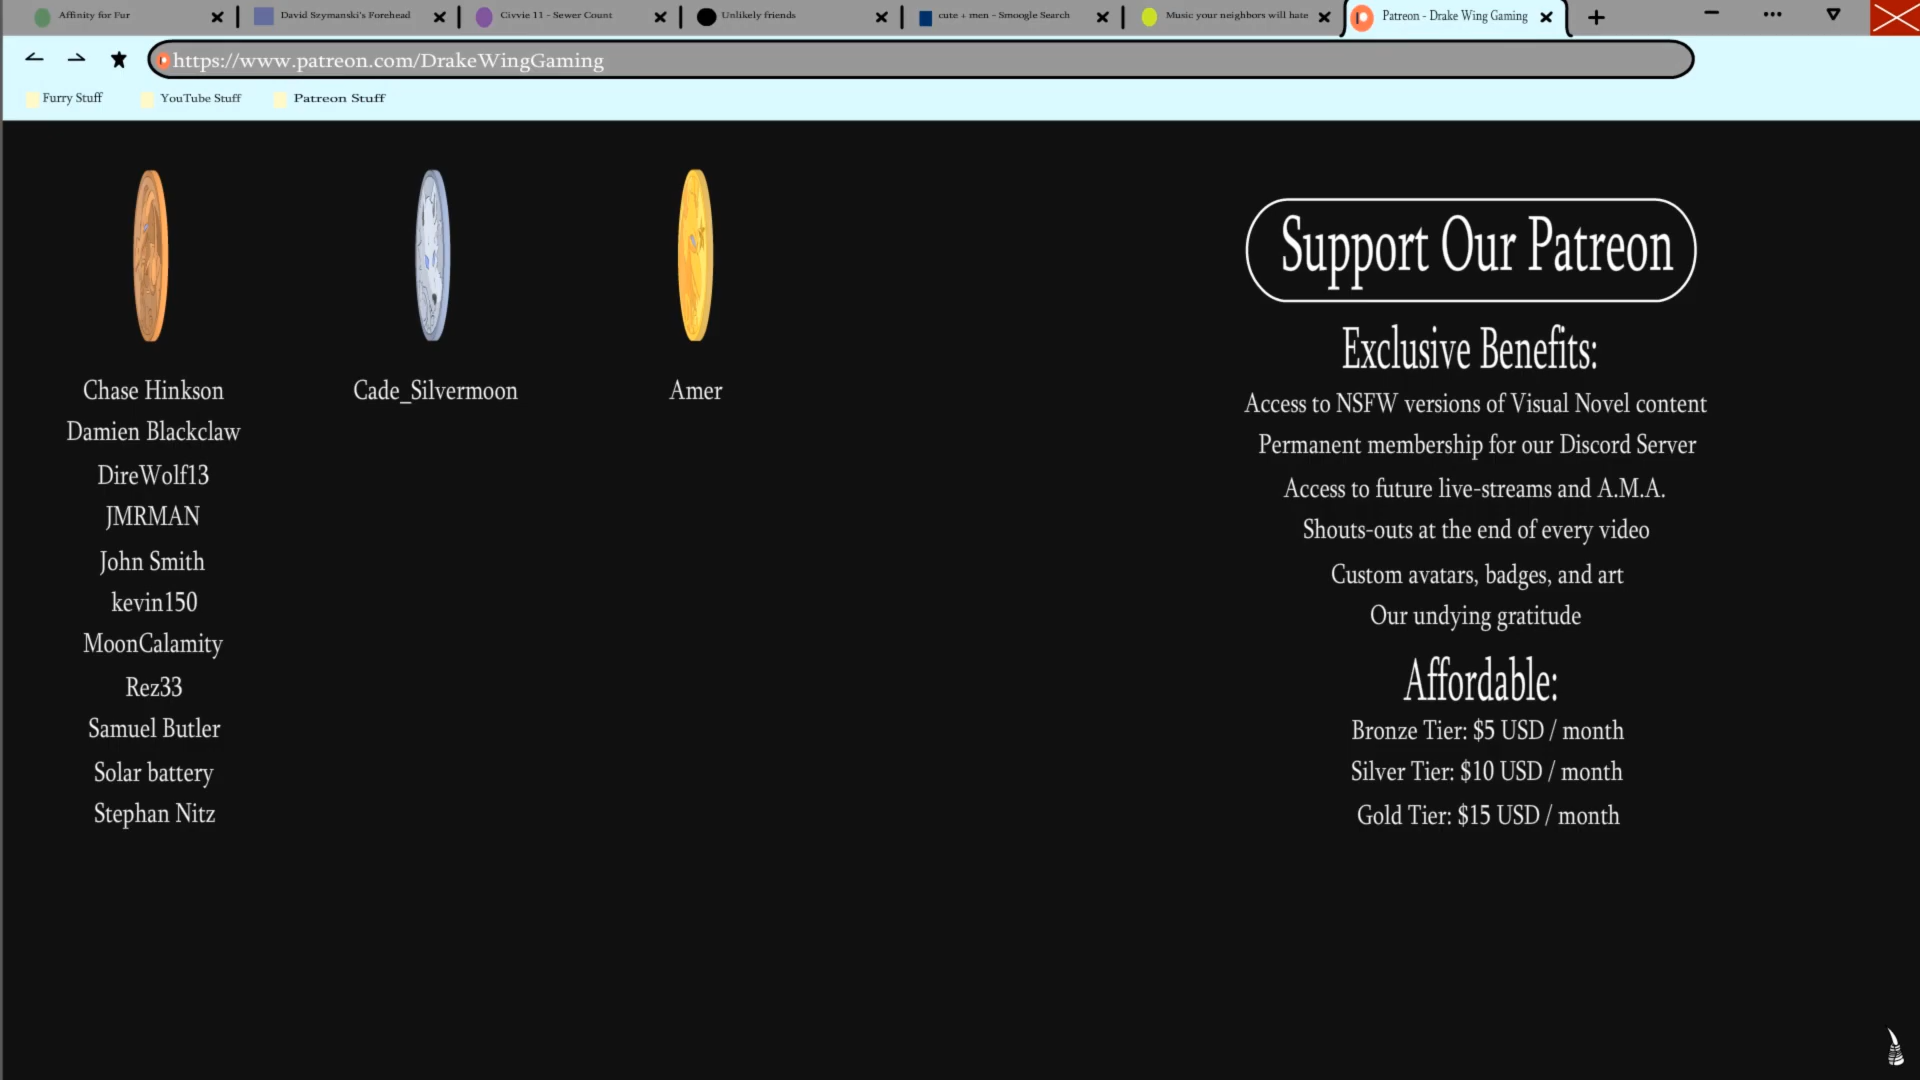 Affinity for Fur
David Szymanski's Forehead
Civvie 11 - Sewer Count
Unlikely friends
cute + men - Smoogle Search
Music your neighbors will hate
Patreon - Drake Wing Gaming
https://www.patreon.com/DrakeWingGaming
Furry Stuff
YouTube Stuff
Patreon Stuff
Chase Hinkson
Damien Blackclaw
DireWolf13
JMRMAN
John Smith
kevin150
MoonCalamity
Rez33
Samuel Butler
Solar battery
Stephan Nitz
Cade_Silvermoon
Amer
Support Our Patreon
Exclusive Benefits:
Access to NSFW versions of Visual Novel content
Permanent membership for our Discord Server
Access to future live-streams and A.M.A.
Shouts-outs at the end of every video
Custom avatars, badges, and art
Our undying gratitude
Affordable:
Bronze Tier: $5 USD / month
Silver Tier: $10 USD / month
Gold Tier: $15 USD / month